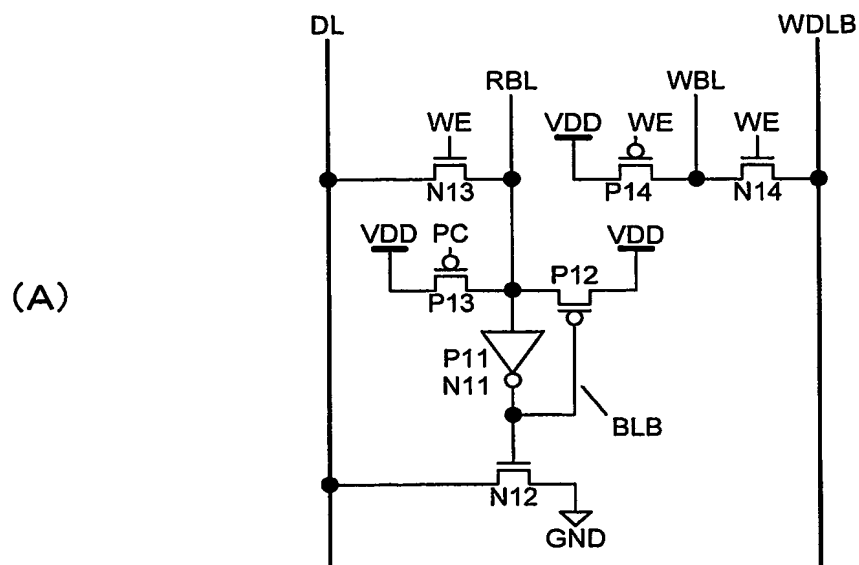 DL
WDLB
RBL
WBL
WE
VDD
WE
WE
N13
P14
N14
VDD
PC
P12
VDD
(A)
P13
P11
N11
BLB
N12
GND